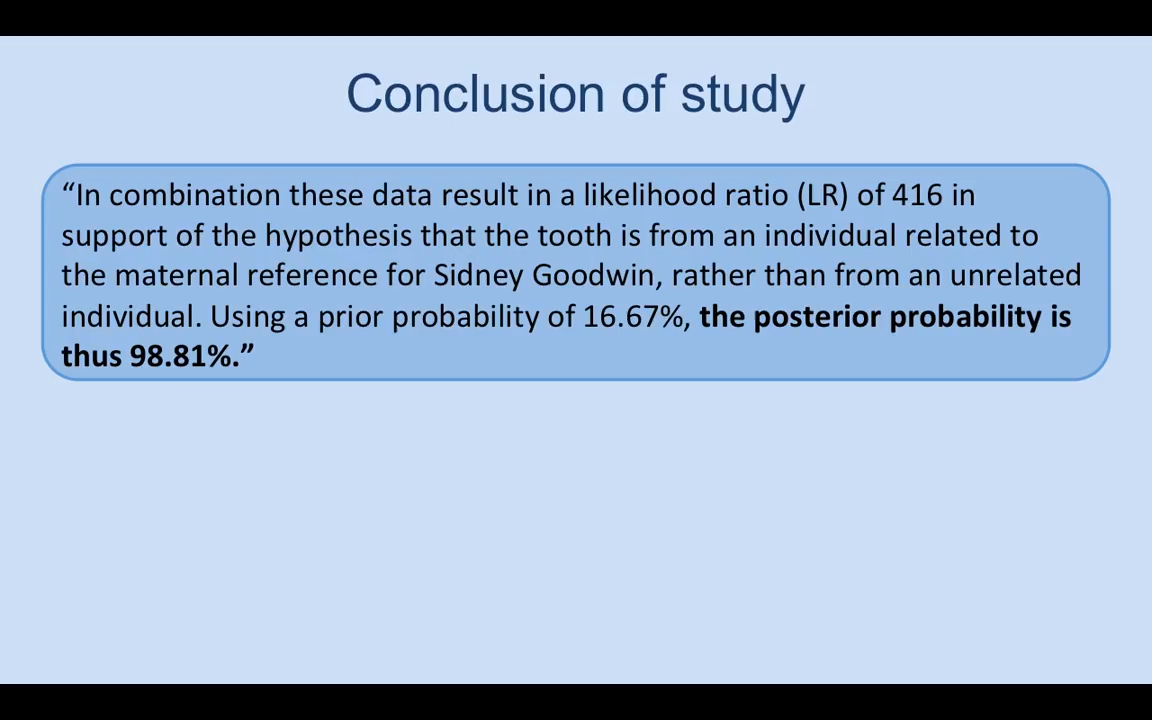 Conclusion of study
“In combination these data result in a likelihood ratio (LR) of 416 in
support of the hypothesis that the tooth is from an individual related to
the maternal reference for Sidney Goodwin, rather than from an unrelated
individual. Using a prior probability of 16.67%, the posterior probability is
thus 98.81%.”